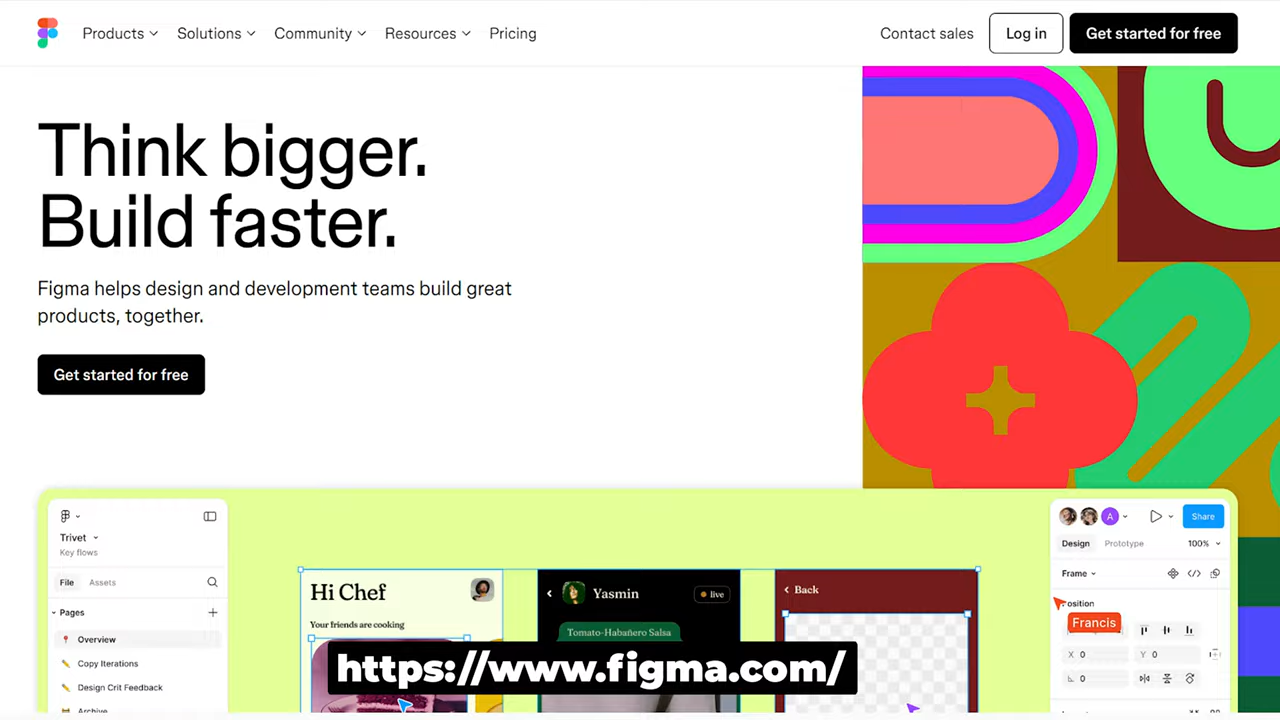 Products Solutions Community Resources Pricing Contact sales Log in Get started for free
Think bigger.
Build faster.
Figma helps design and development teams build great
products, together.
Get started for free
Trivet
Key flows
File Assets
Pages
Overview
Copy Iterations
Design Crit Feedback
Archive
Hi Chef
Your friends are cooking
Yasmin live
Tomato-Habañero Salsa
Back
A Share
Design Prototype 100%
Frame
Position
Francis
X 0 Y 0
0
https://www.figma.com/